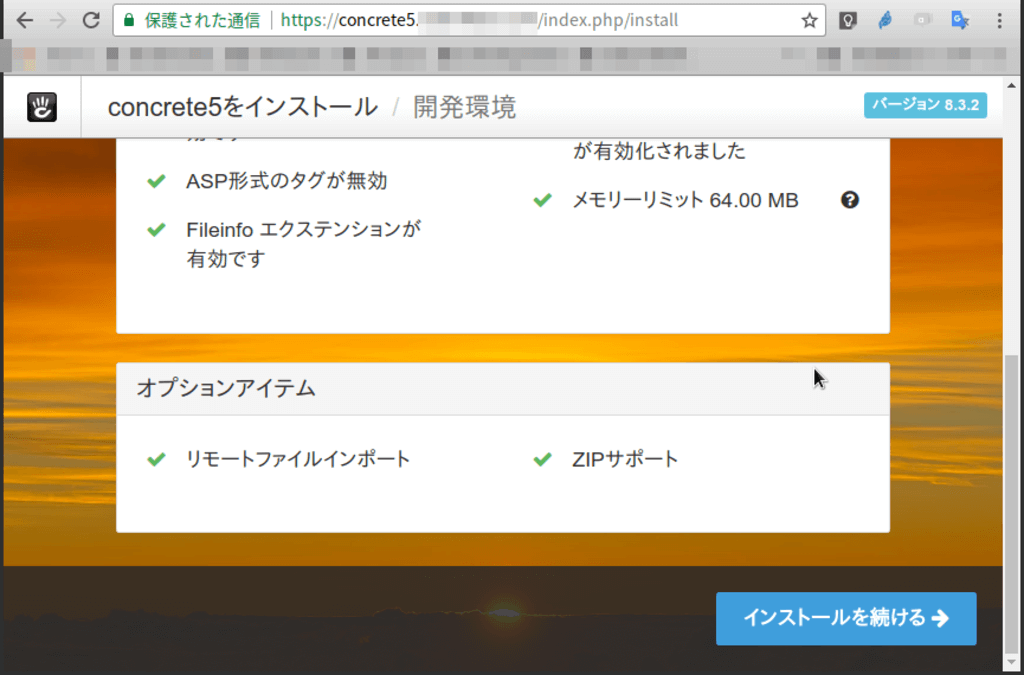 保護された通信 https://concrete5. /index.php/install
concrete5をインストール / 開発環境
バージョン 8.3.2
ASP形式のタグが無効
Fileinfo エクステンションが
有効です
が有効化されました
メモリーリミット 64.00 MB
オプションアイテム
リモートファイルインポート
ZIPサポート
インストールを続ける